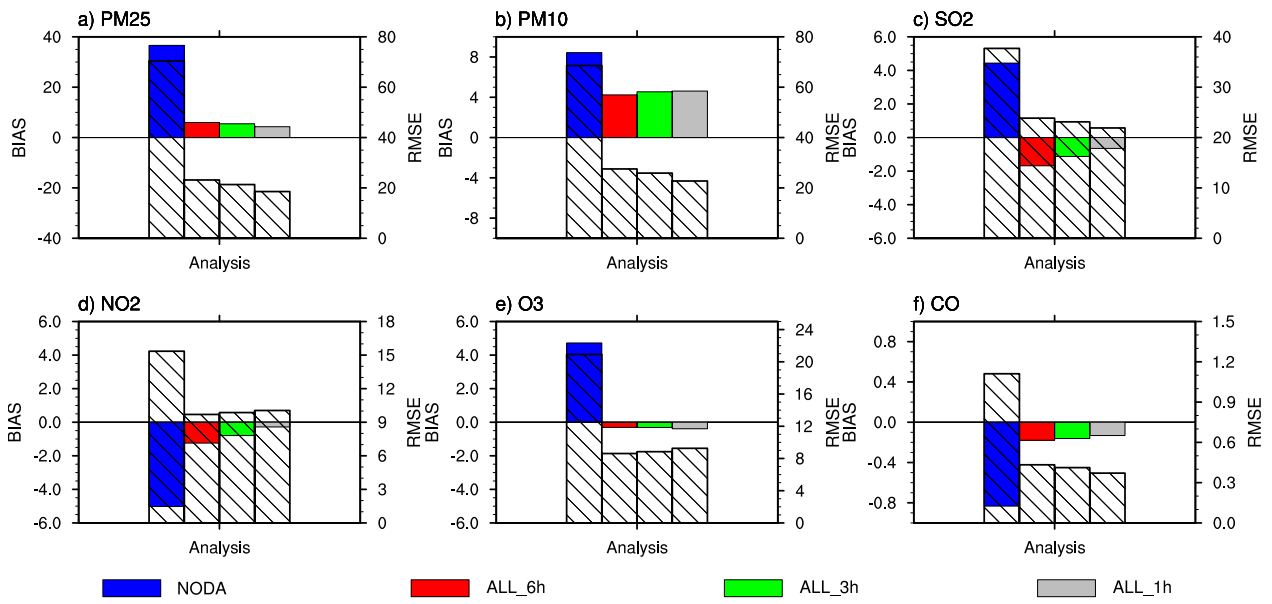 a) PM25
40
20
0
-20
-40
BIAS
80
60
40
20
0
RMSE
Analysis
b) PM10
8
4
0
-4
-8
BIAS
80
60
40
20
0
RMSE
Analysis
c) SO2
6.0
4.0
2.0
0.0
-2.0
-4.0
-6.0
BIAS
40
30
20
10
0
RMSE
Analysis
d) NO2
6.0
4.0
2.0
0.0
-2.0
-4.0
-6.0
BIAS
18
15
12
9
6
3
0
RMSE
Analysis
e) O3
6.0
4.0
2.0
0.0
-2.0
-4.0
-6.0
BIAS
24
20
16
12
8
4
0
RMSE
Analysis
f) CO
0.8
0.4
0.0
-0.4
-0.8
BIAS
1.5
1.2
0.9
0.6
0.3
0.0
RMSE
Analysis
NODA
ALL_6h
ALL_3h
ALL_1h